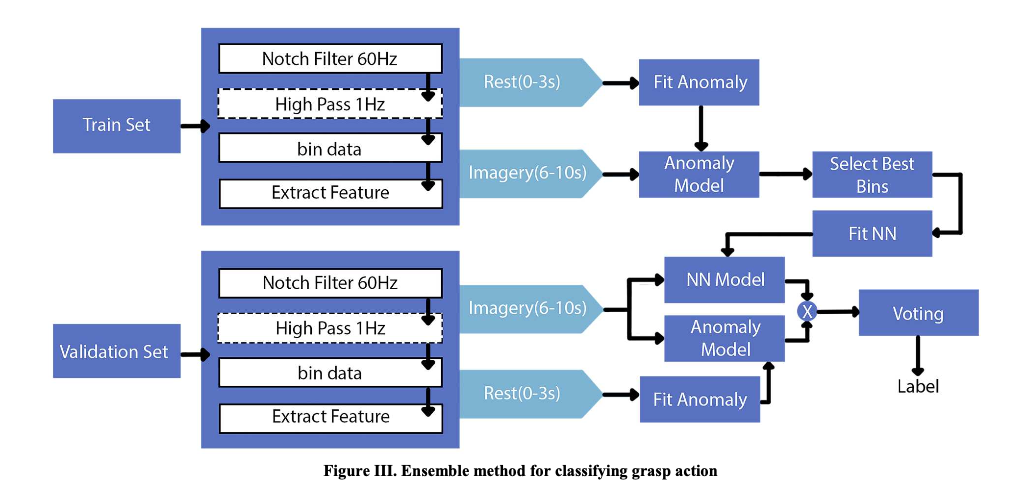 Train Set
Notch Filter 60Hz
High Pass 1Hz
bin data
Extract Feature
Rest(0-3s)
Imagery(6-10s)
Fit Anomaly
Anomaly
Model
Select Best
Bins
Fit NN
Validation Set
Notch Filter 60Hz
High Pass 1Hz
bin data
Extract Feature
Imagery(6-10s)
Rest(0-3s)
NN Model
Anomaly
Model
Fit Anomaly
X
Voting
Label
Figure III. Ensemble method for classifying grasp action